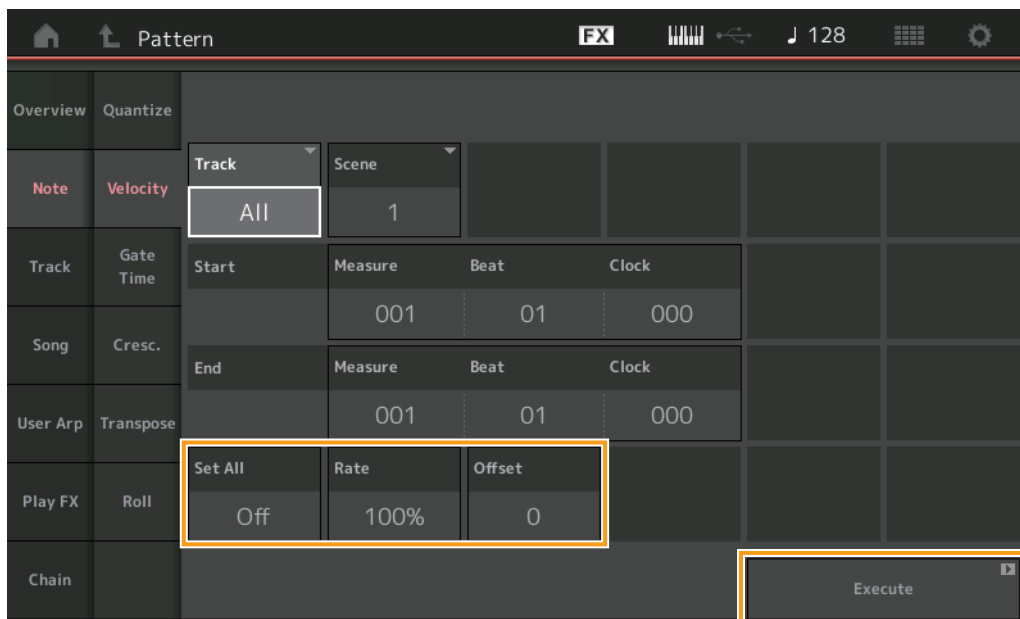 Pattern FX ♩ 128
Overview Quantize
Track Scene
Note Velocity
All 1
Track Gate Time Start Measure Beat Clock
001 01 000
Song Cresc.
End Measure Beat Clock
User Arp Transpose 001 01 000
Set All Rate Offset
Play FX Roll Off 100% 0
Chain Execute